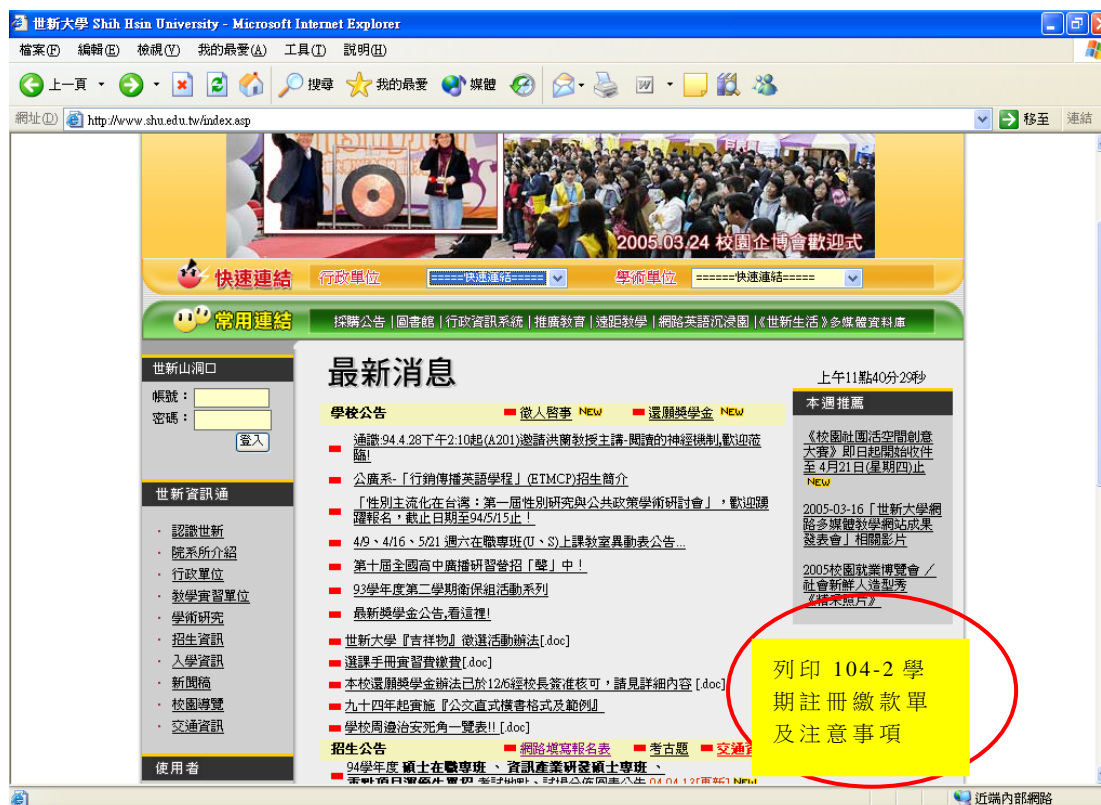 世新大學 Shih Hsin University - Microsoft Internet Explorer
檔案(F) 編輯(E) 檢視(V) 我的最愛(A) 工具(T) 說明(H)
上一頁 搜尋 我的最愛 媒體
網址(D) http://www.shu.edu.tw/index.asp 移至 連結
2005.03.24 校園企博會歡迎式
快速連結 行政單位 =====快速連結===== 學術單位 ======快速連結=====
常用連結 採購公告 | 圖書館 | 行政資訊系統 | 推廣教育 | 遠距教學 | 網路英語沉浸園 | 《世新生活》多媒體資料庫
世新山洞口
帳號：
密碼：
登入
世新資訊通
· 認識世新
· 院系所介紹
· 行政單位
· 教學實習單位
· 學術研究
· 招生資訊
· 入學資訊
· 新聞稿
· 校園導覽
· 交通資訊
使用者
最新消息
學校公告 徵人啓事 NEW 還願獎學金 NEW
通識:94.4.28下午2:10起(A201)邀請洪蘭教授主講-閱讀的神經機制,歡迎蒞
臨!
公廣系-「行銷傳播英語學程」(ETMCP)招生簡介
「性別主流化在台灣：第一屆性別研究與公共政策學術研討會」，歡迎踴
躍報名，截止日期至94/5/15止！
4/9、4/16、5/21 週六在職專班(U、S)上課教室異動表公告...
第十屆全國高中廣播研習營招「聲」中！
93學年度第二學期衛保組活動系列
最新獎學金公告,看這裡!
世新大學『吉祥物』徵選活動辦法[.doc]
選課手冊實習費繳費[.doc]
本校還願獎學金辦法已於12/6經校長簽准核可，請見詳細內容 [.doc]
九十四年起實施『公文直式橫書格式及範例』
學校周邊治安死角一覽表!! [.doc]
招生公告 網路填寫報名表 考古題 交通資
94學年度 碩士在職專班 、 資訊產業研發碩士專班 、
上午11點40分29秒
本週推薦
《校園社團活空間創意
大賽》即日起開始收件
至 4月21日(星期四)止
NEW
2005-03-16「世新大學網
路多媒體教學網站成果
發表會」相關影片
2005校園就業博覽會／
社會新鮮人造型秀
《精采照片》
列印 104-2 學
期註冊繳款單
及注意事項
近端內部網路